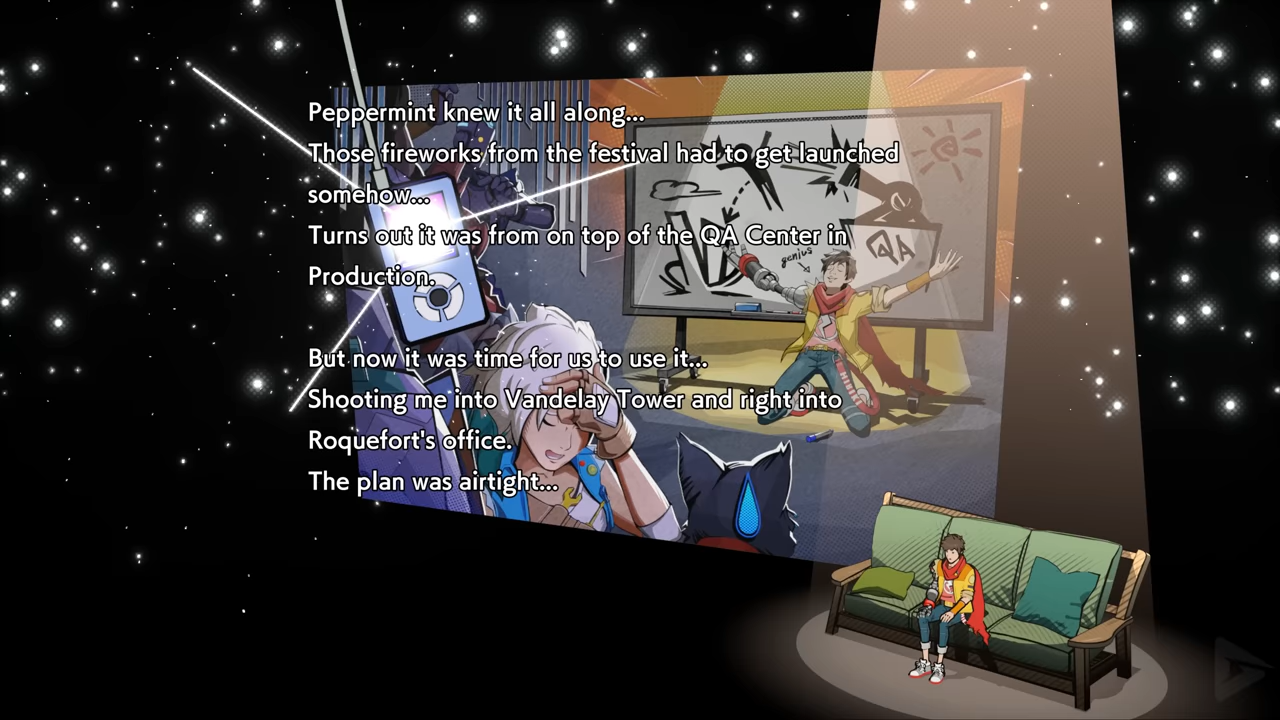 Peppermint knew it all along...
Those fireworks from the festival had to get launched
somehow...
Turns out it was from on top of the QA Center in
Production.
But now it was time for us to use it...
Shooting me into Vandelay Tower and right into
Roquefort's office.
The plan was airtight...
genius
QA